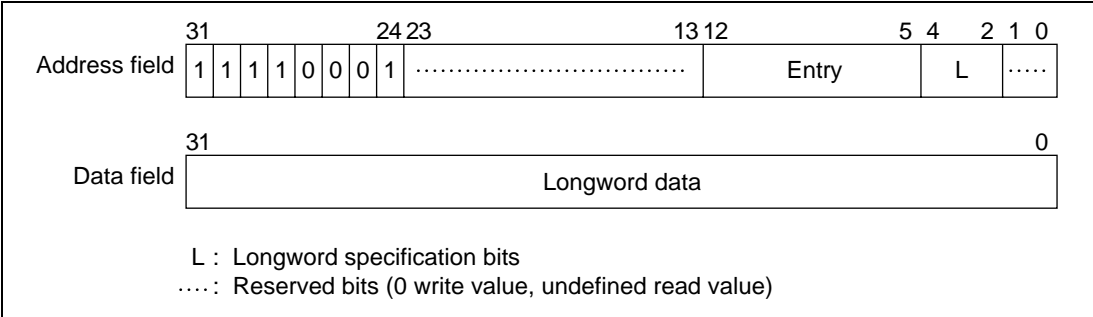 31 24 23 13 12 5 4 2 1 0
Address field 1 1 1 1 0 0 0 1 ................................. Entry L .....
31 0
Data field Longword data
L : Longword specification bits
.... : Reserved bits (0 write value, undefined read value)